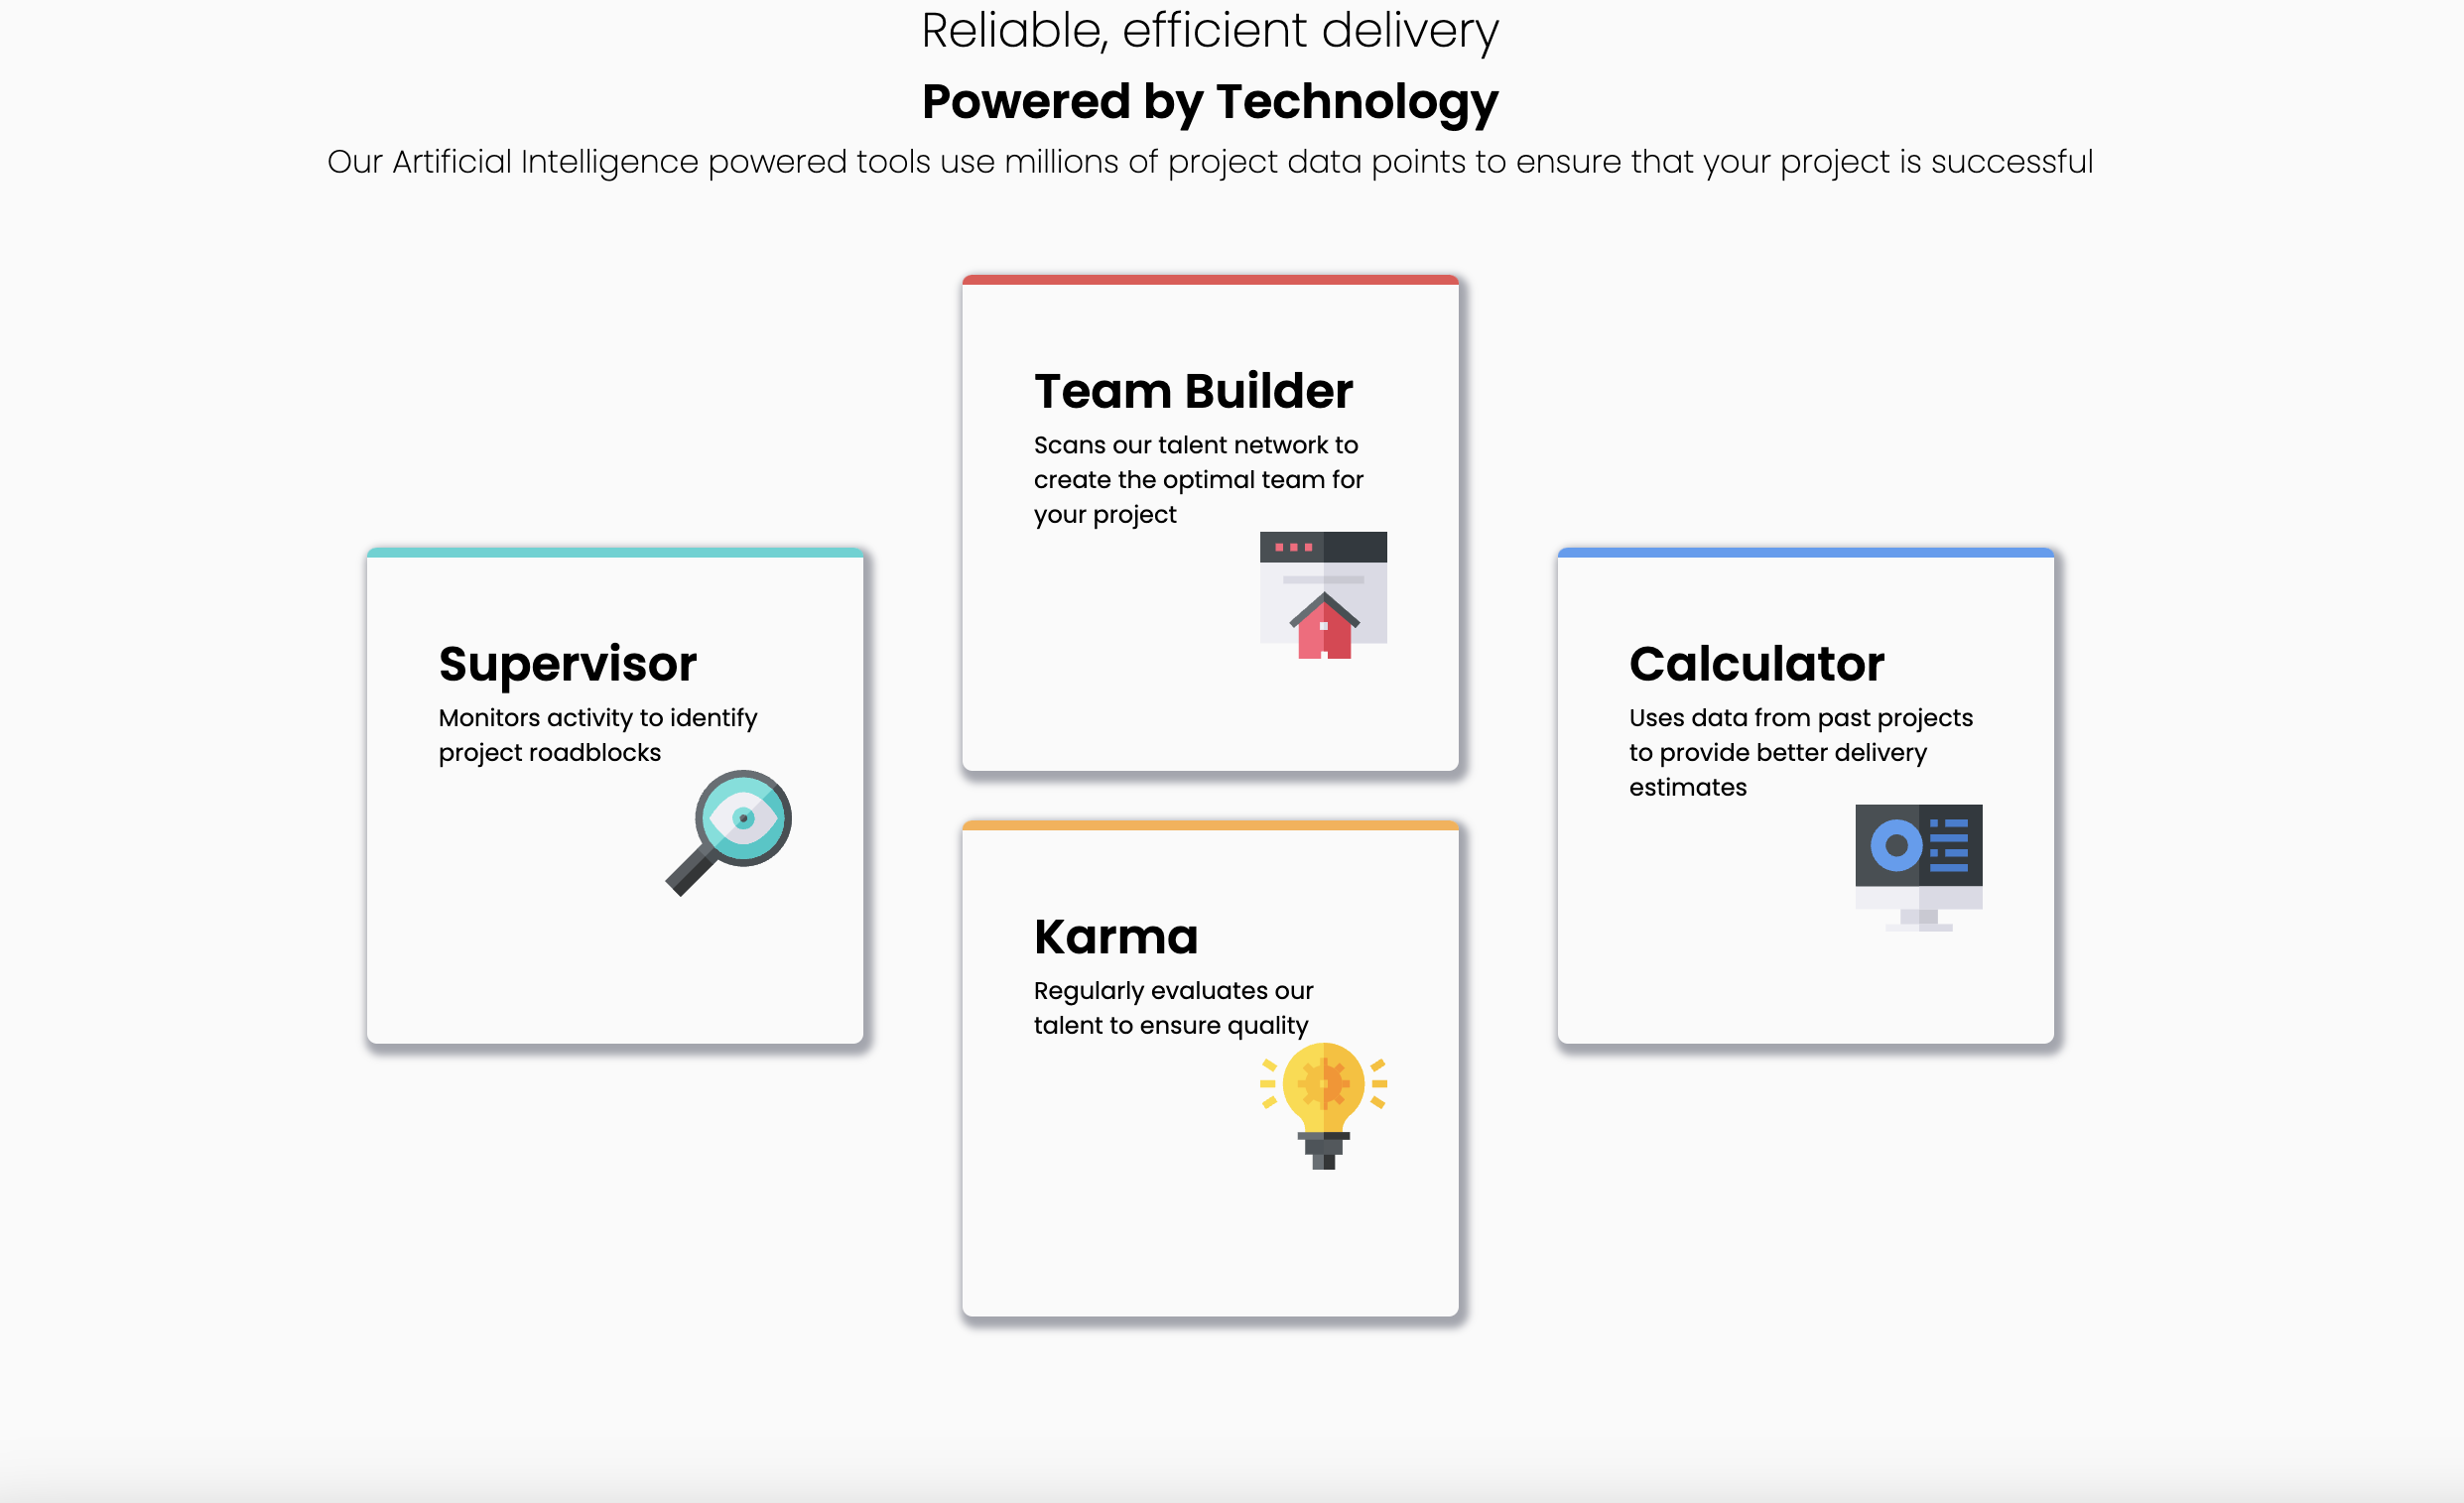 Reliable, efficient delivery
Powered by Technology
Our Artificial Intelligence powered tools use millions of project data points to ensure that your project is successful
Team Builder
Scans our talent network to
create the optimal team for
your project
Supervisor
Monitors activity to identify
project roadblocks
Calculator
Uses data from past projects
to provide better delivery
estimates
Karma
Regularly evaluates our
talent to ensure quality